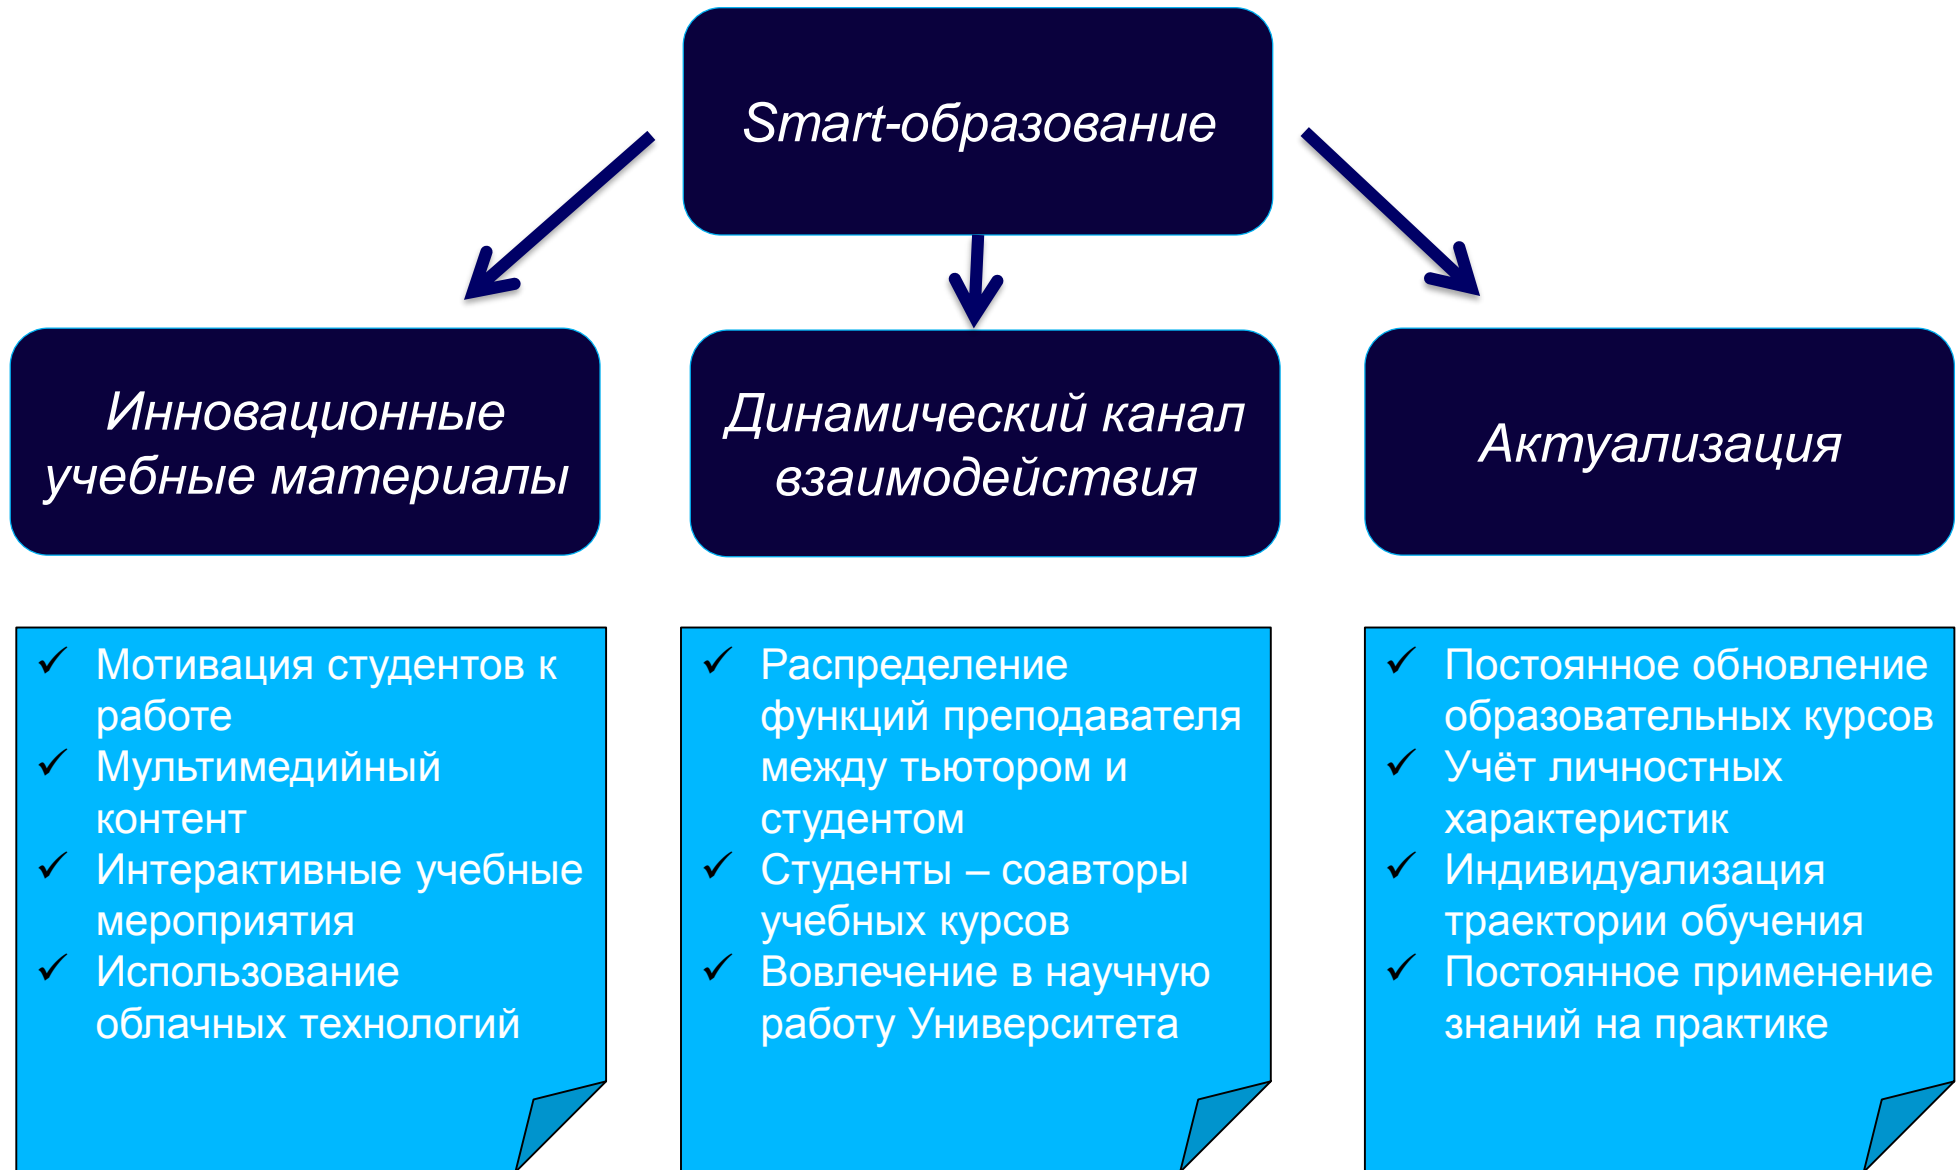 Smart-образование
Инновационные
учебные материалы
Динамический канал
взаимодействия
Актуализация
Мотивация студентов к
работе
Мультимедийный
контент
Интерактивные учебные
мероприятия
Использование
облачных технологий
Распределение
функций преподавателя
между тьютором и
студентом
Студенты – соавторы
учебных курсов
Вовлечение в научную
работу Университета
Постоянное обновление
образовательных курсов
Учёт личностных
характеристик
Индивидуализация
траектории обучения
Постоянное применение
знаний на практике